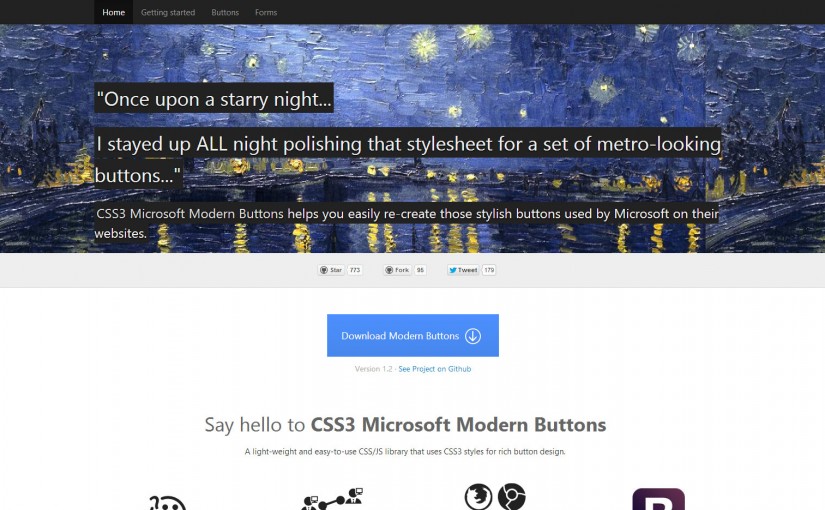 Home Getting started Buttons Forms
"Once upon a starry night...
I stayed up ALL night polishing that stylesheet for a set of metro-looking
buttons..."
CSS3 Microsoft Modern Buttons helps you easily re-create those stylish buttons used by Microsoft on their
websites.
Star 773 Fork 95 Tweet 179
Download Modern Buttons
Version 1.2 - See Project on Github
Say hello to CSS3 Microsoft Modern Buttons
A light-weight and easy-to-use CSS/JS library that uses CSS3 styles for rich button design.